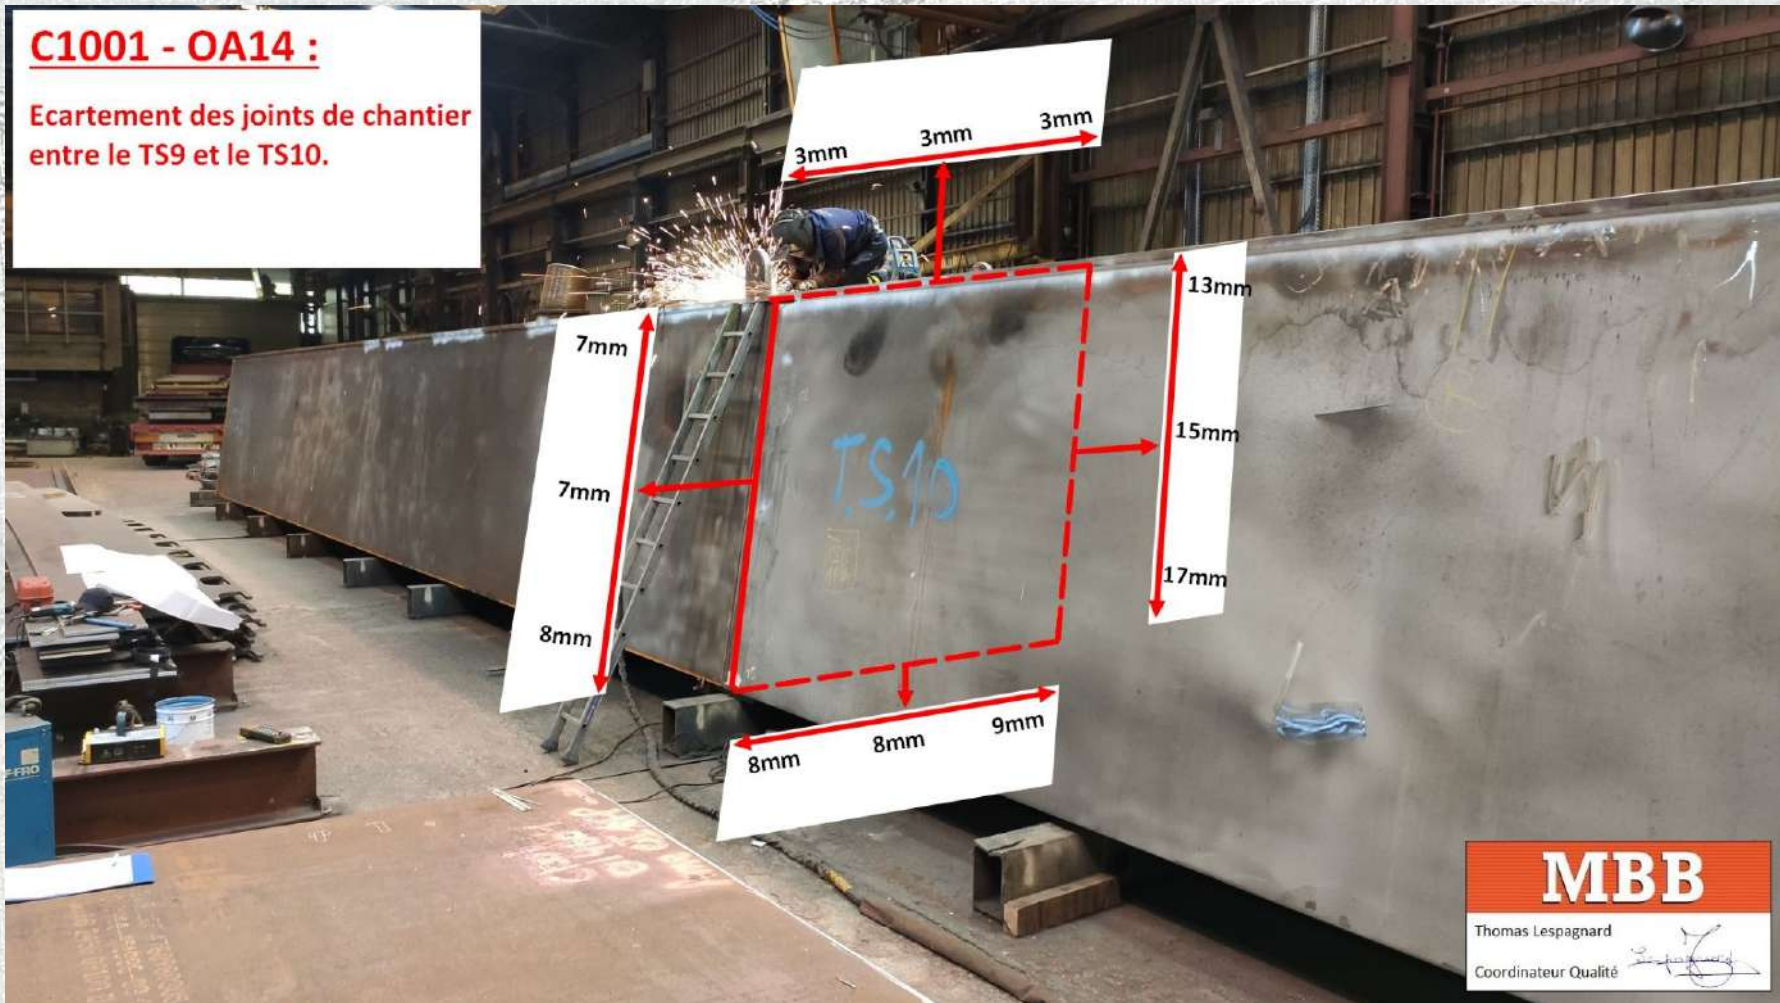 C1001 - OA14 :
Ecartement des joints de chantier
entre le TS9 et le TS10.
3mm 3mm 3mm
7mm
7mm
8mm
13mm
15mm
17mm
T.S.10
8mm 8mm 9mm
MBB
Thomas Lespagnard
Coordinateur Qualité